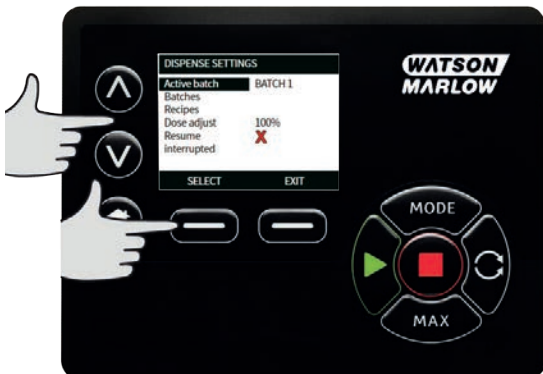 DISPENSE SETTINGS
Active batch BATCH 1
Batches
Recipes
Dose adjust 100%
Resume
interrupted
SELECT EXIT
WATSON
MARLOW
MODE
MAX